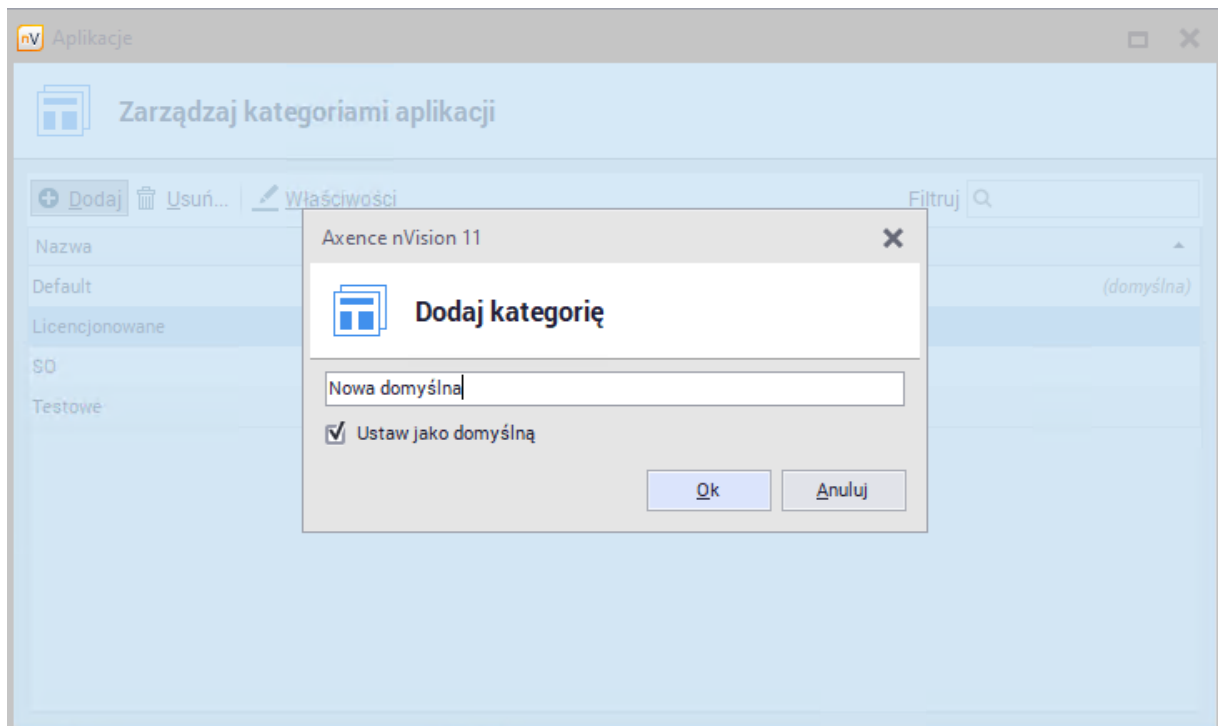 nV Aplikacje
Zarządzaj kategoriami aplikacji
Dodaj Usuń... Właściwości Filtruj
Axence nVision 11
Nazwa
Default (domyślna)
Dodaj kategorię
Licencjonowane
SO
Nowa domyślna
Testowe
Ustaw jako domyślną
Ok Anuluj